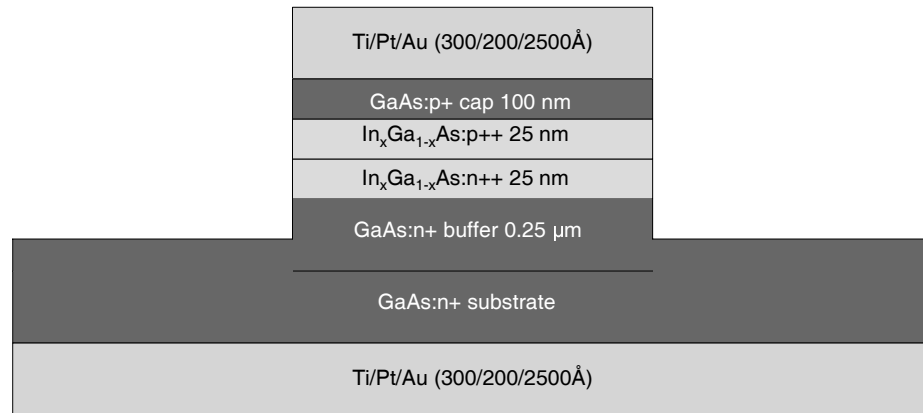 Ti/Pt/Au (300/200/2500Å)
GaAs:p+ cap 100 nm
InₓGa₁₋ₓAs:p++ 25 nm
InₓGa₁₋ₓAs:n++ 25 nm
GaAs:n+ buffer 0.25 µm
GaAs:n+ substrate
Ti/Pt/Au (300/200/2500Å)